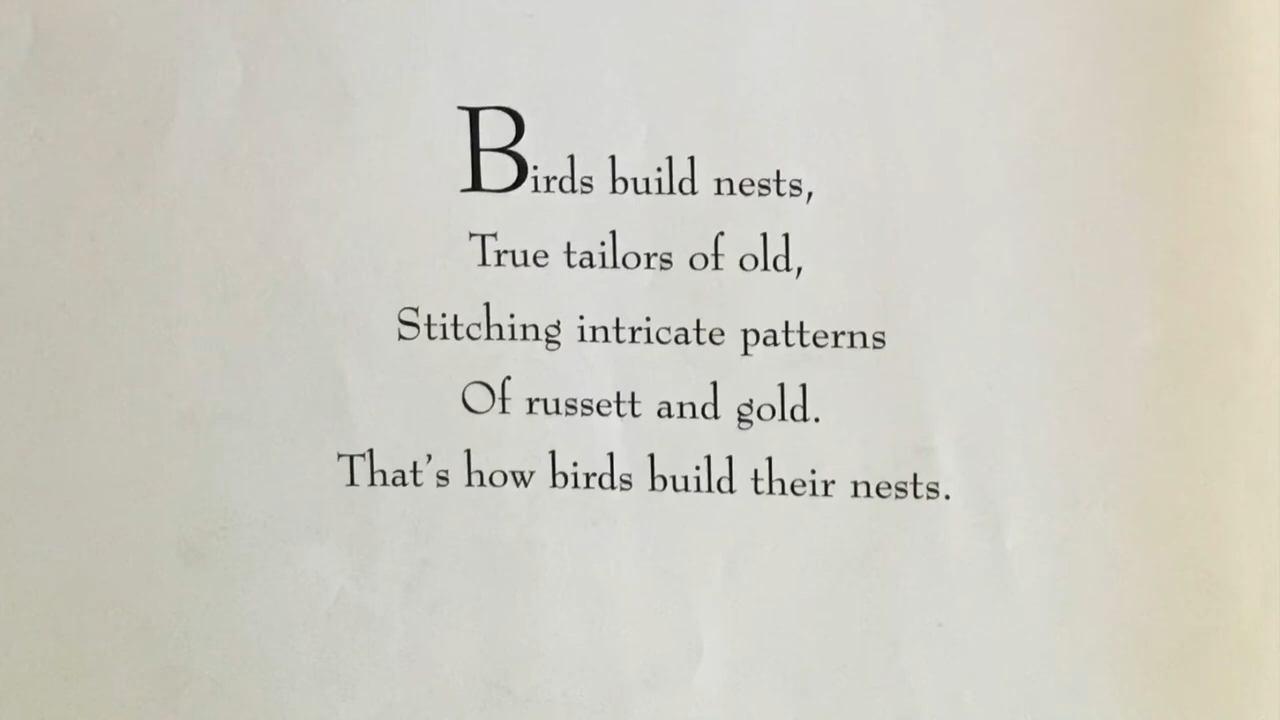 Birds build nests,
True tailors of old,
Stitching intricate patterns
Of russett and gold.
That's how birds build their nests.